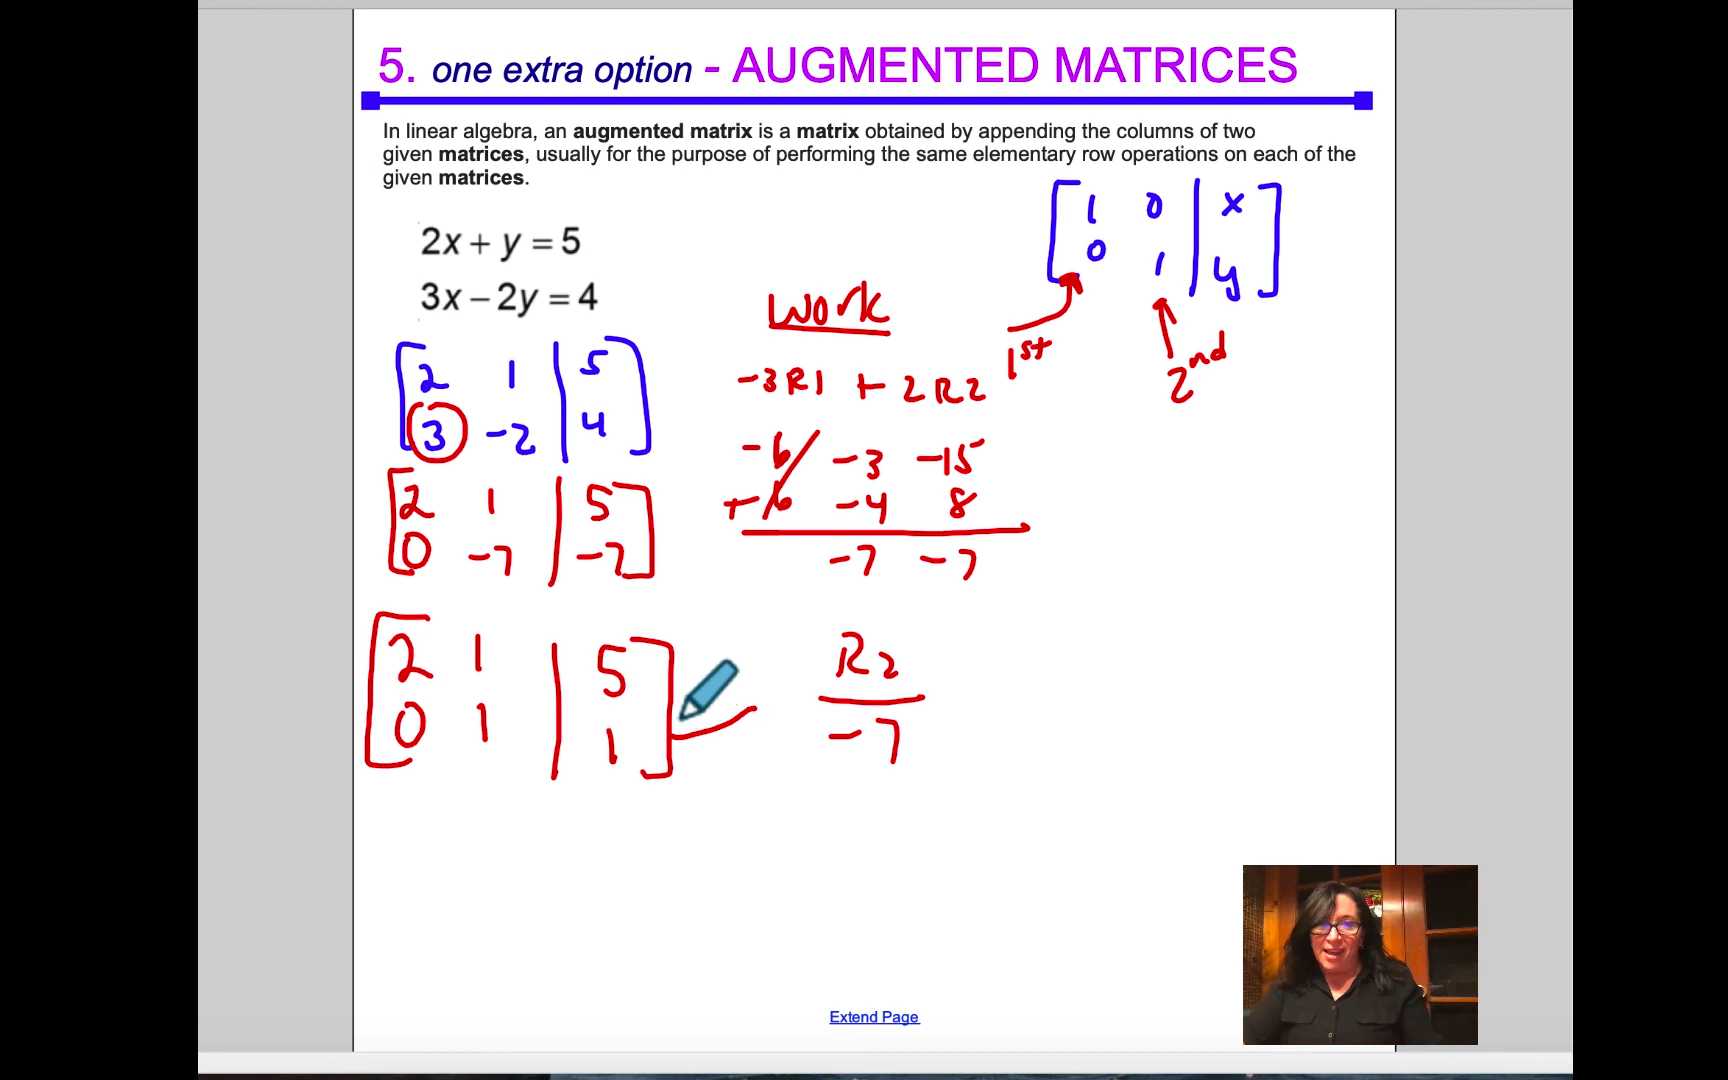 5. one extra option - AUGMENTED MATRICES
In linear algebra, an augmented matrix is a matrix obtained by appending the columns of two
given matrices, usually for the purpose of performing the same elementary row operations on each of the
given matrices.
1 0 | x
0 1 | y
2x + y = 5
3x – 2y = 4
Work
1st
2nd
2 1 | 5
3 -2 | 4
-3R1 + 2R2
-6 -3 -15
+6 -4 8
-7 -7
2 1 | 5
0 -7 | -7
2 1 | 5
0 1 | 1
R2
-7
Extend Page